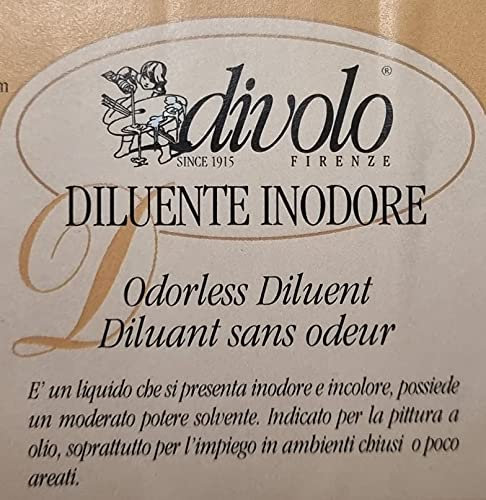 m
divolo®
SINCE 1915 FIRENZE
DILUENTE INODORE
D
Odorless Diluent
Diluant sans odeur
E' un liquido che si presenta inodore e incolore, possiede
un moderato potere solvente. Indicato per la pittura a
olio, soprattutto per l'impiego in ambienti chiusi o poco
areati.